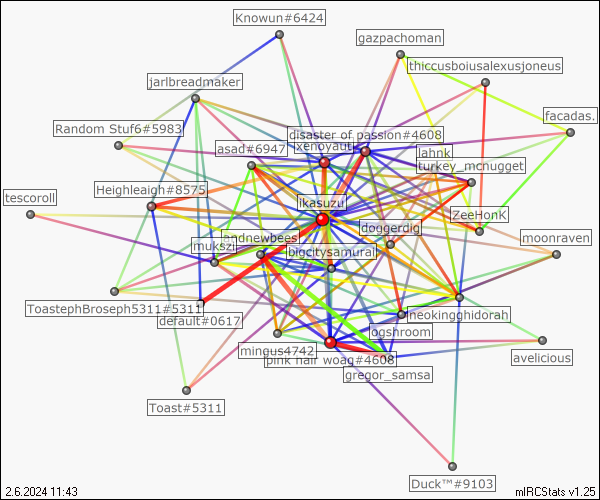 Knowun#6424
gazpachoman
thiccusboiusalexusjoneus
jarlbreadmaker
facadas.
Random Stuf6#5983
disaster of passion#4608
xenoyaut
asad#6947
lahnk
turkey_mcnugget
Heighleaigh#8575
tescoroll
ikasuzu
ZeeHonk
doggerdig
andnewbees
mukszi
bigcitysamurai
moonraven
ToastephBroseph5311#5311
default#0617
neokingghidorah
ogshroom
mingus4742
pink hair woag#4608
avelicious
gregor_samsa
Toast#5311
Duck™#9103
2.6.2024 11:43
mIRCStats v1.25